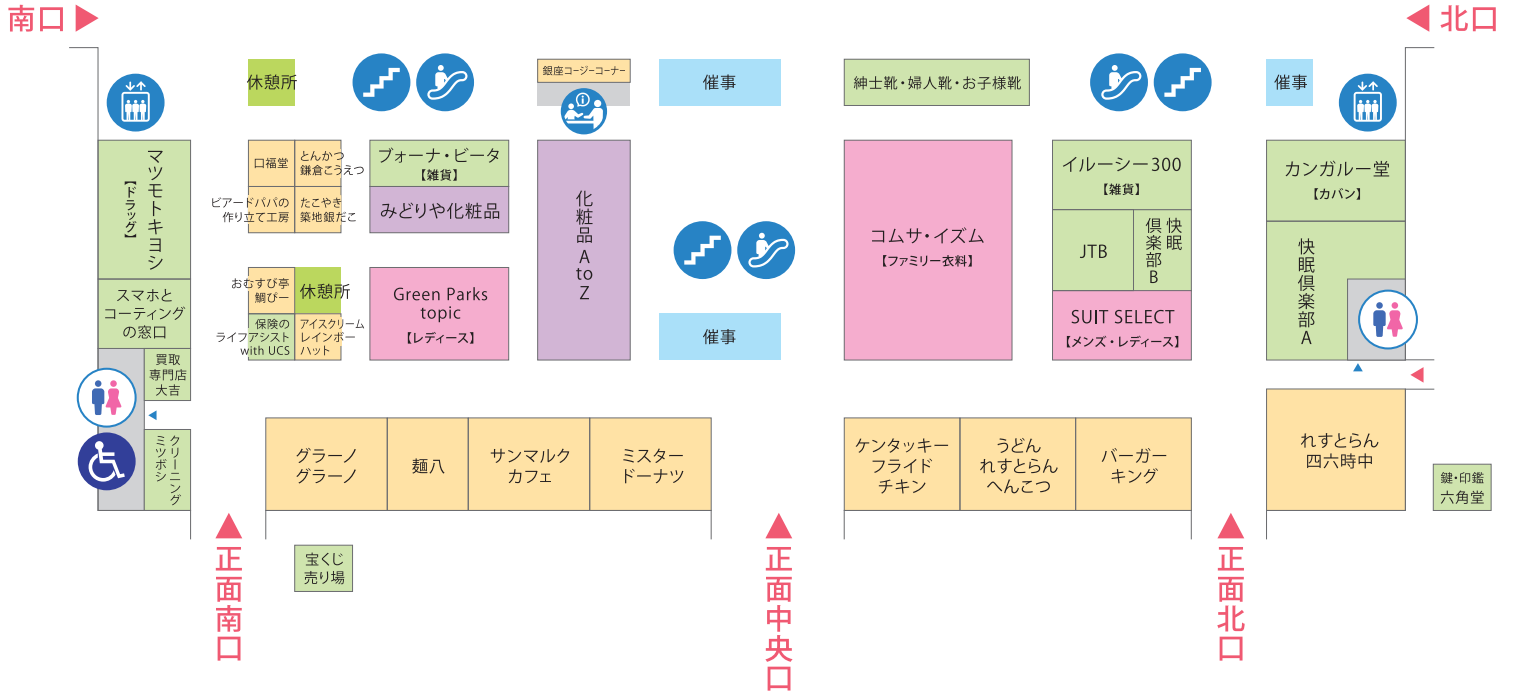 南口
北口
休憩所
銀座コージーコーナー
催事
紳士靴・婦人靴・お子様靴
催事
マツモトキヨシ
【ドラッグ】
口福堂
とんかつ
鎌倉こうえつ
ビアードパパの
作り立て工房
たこやき
築地銀だこ
ブォーナ・ビータ
【雑貨】
みどりや化粧品
化粧品 A to Z
コムサ・イズム
【ファミリー衣料】
イルーシー300
【雑貨】
JTB
快眠
倶楽部B
SUIT SELECT
【メンズ・レディース】
カンガルー堂
【カバン】
快眠倶楽部A
スマホと
コーティング
の窓口
おむすび亭
鯛ぴー
休憩所
保険の
ライフアシスト
with UCS
アイスクリーム
レインボー
ハット
Green Parks
topic
【レディース】
催事
買取
専門店
大吉
クリーニング
ミツボシ
グラーノ
グラーノ
麺八
サンマルク
カフェ
ミスター
ドーナツ
ケンタッキー
フライド
チキン
うどん
れすとらん
へんこつ
バーガー
キング
れすとらん
四六時中
鍵・印鑑
六角堂
宝くじ
売り場
正面南口
正面中央口
正面北口